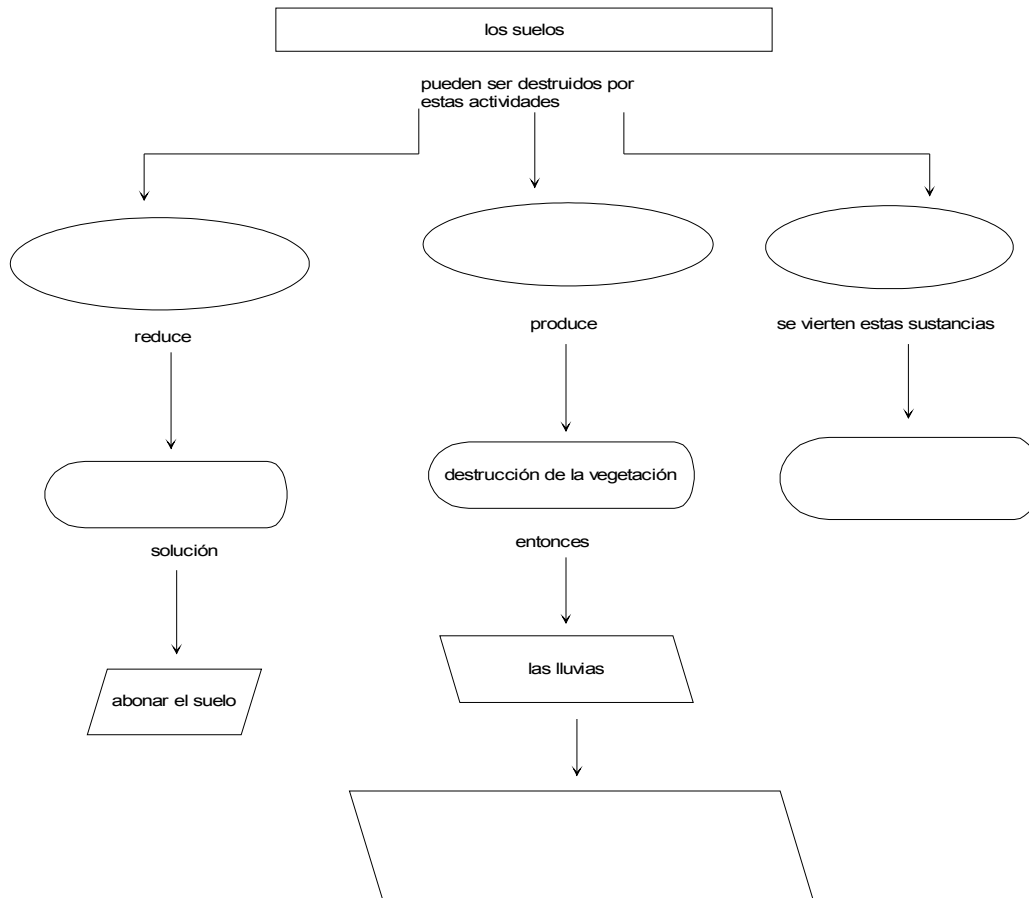 los suelos
pueden ser destruidos por
estas actividades
reduce
produce
se vierten estas sustancias
destrucción de la vegetación
solución
entonces
abonar el suelo
las lluvias